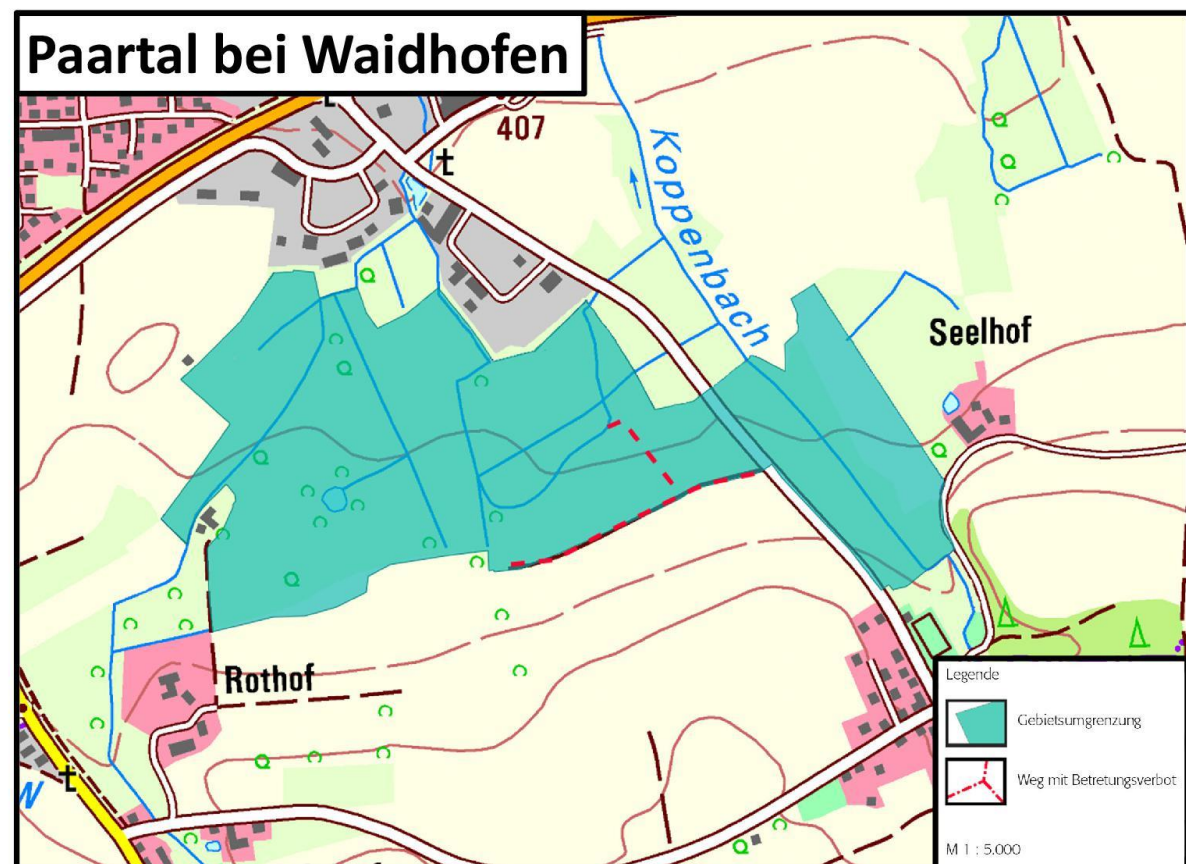 Paartal bei Waidhofen
407
Koppenbach
Seelhof
Rothof
Legende
Gebietsumgrenzung
Weg mit Betretungsverbot
M 1 : 5.000